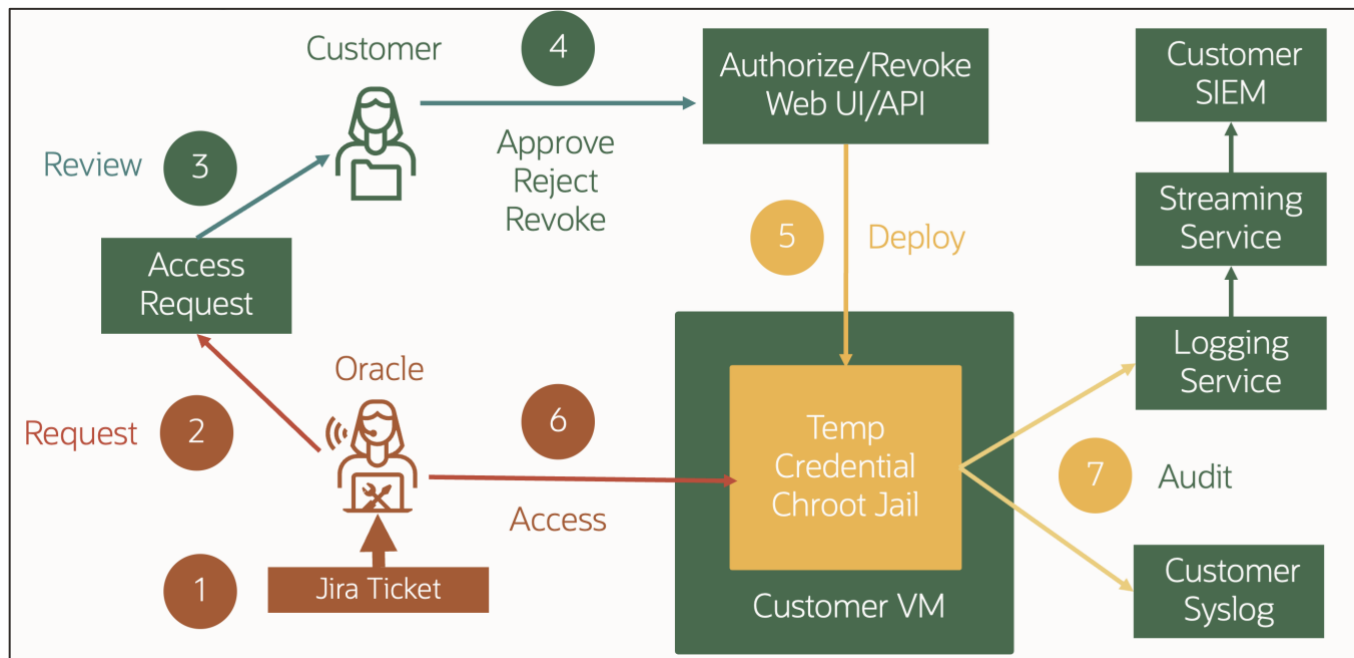 Customer
4
Authorize/Revoke
Web UI/API
Customer
SIEM
Review
3
Approve
Reject
Revoke
Streaming
Service
5
Deploy
Access
Request
Logging
Service
Oracle
Request
2
6
Temp
Credential
Chroot Jail
7
Audit
Access
1
Jira Ticket
Customer VM
Customer
Syslog